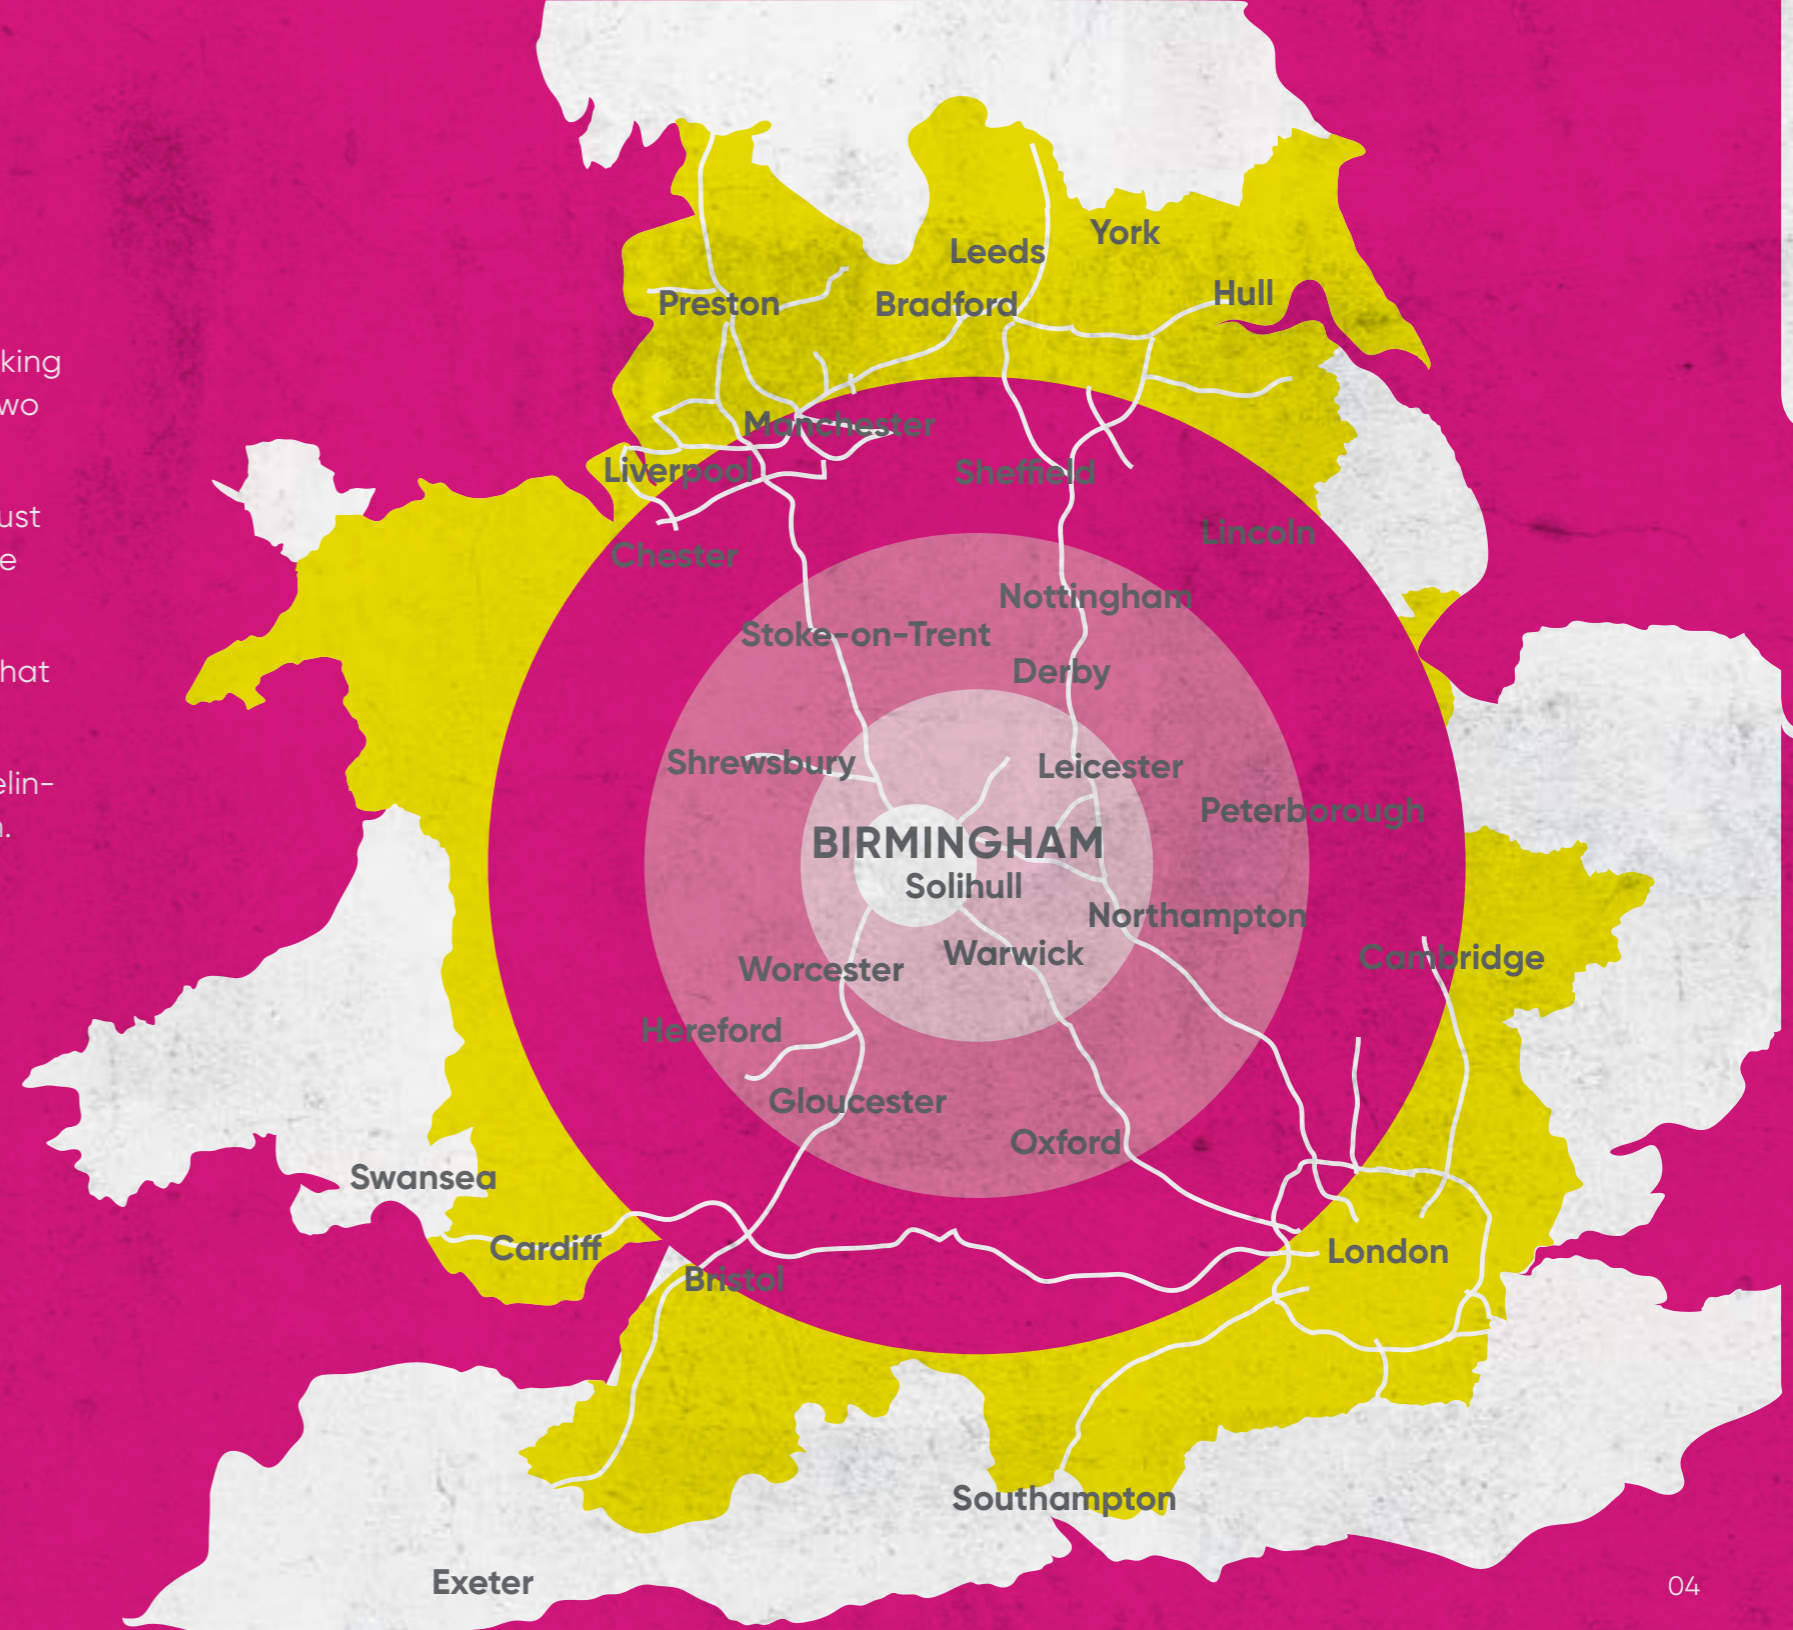 king
wo
ust
e
hat
elin-
n.
York
Leeds
Hull
Preston
Bradford
Manchester
Liverpool
Sheffield
Lincoln
Chester
Nottingham
Stoke-on-Trent
Derby
Shrewsbury
Leicester
Peterborough
BIRMINGHAM
Solihull
Northampton
Warwick
Cambridge
Worcester
Hereford
Gloucester
Oxford
Swansea
Cardiff
London
Bristol
Southampton
Exeter
04